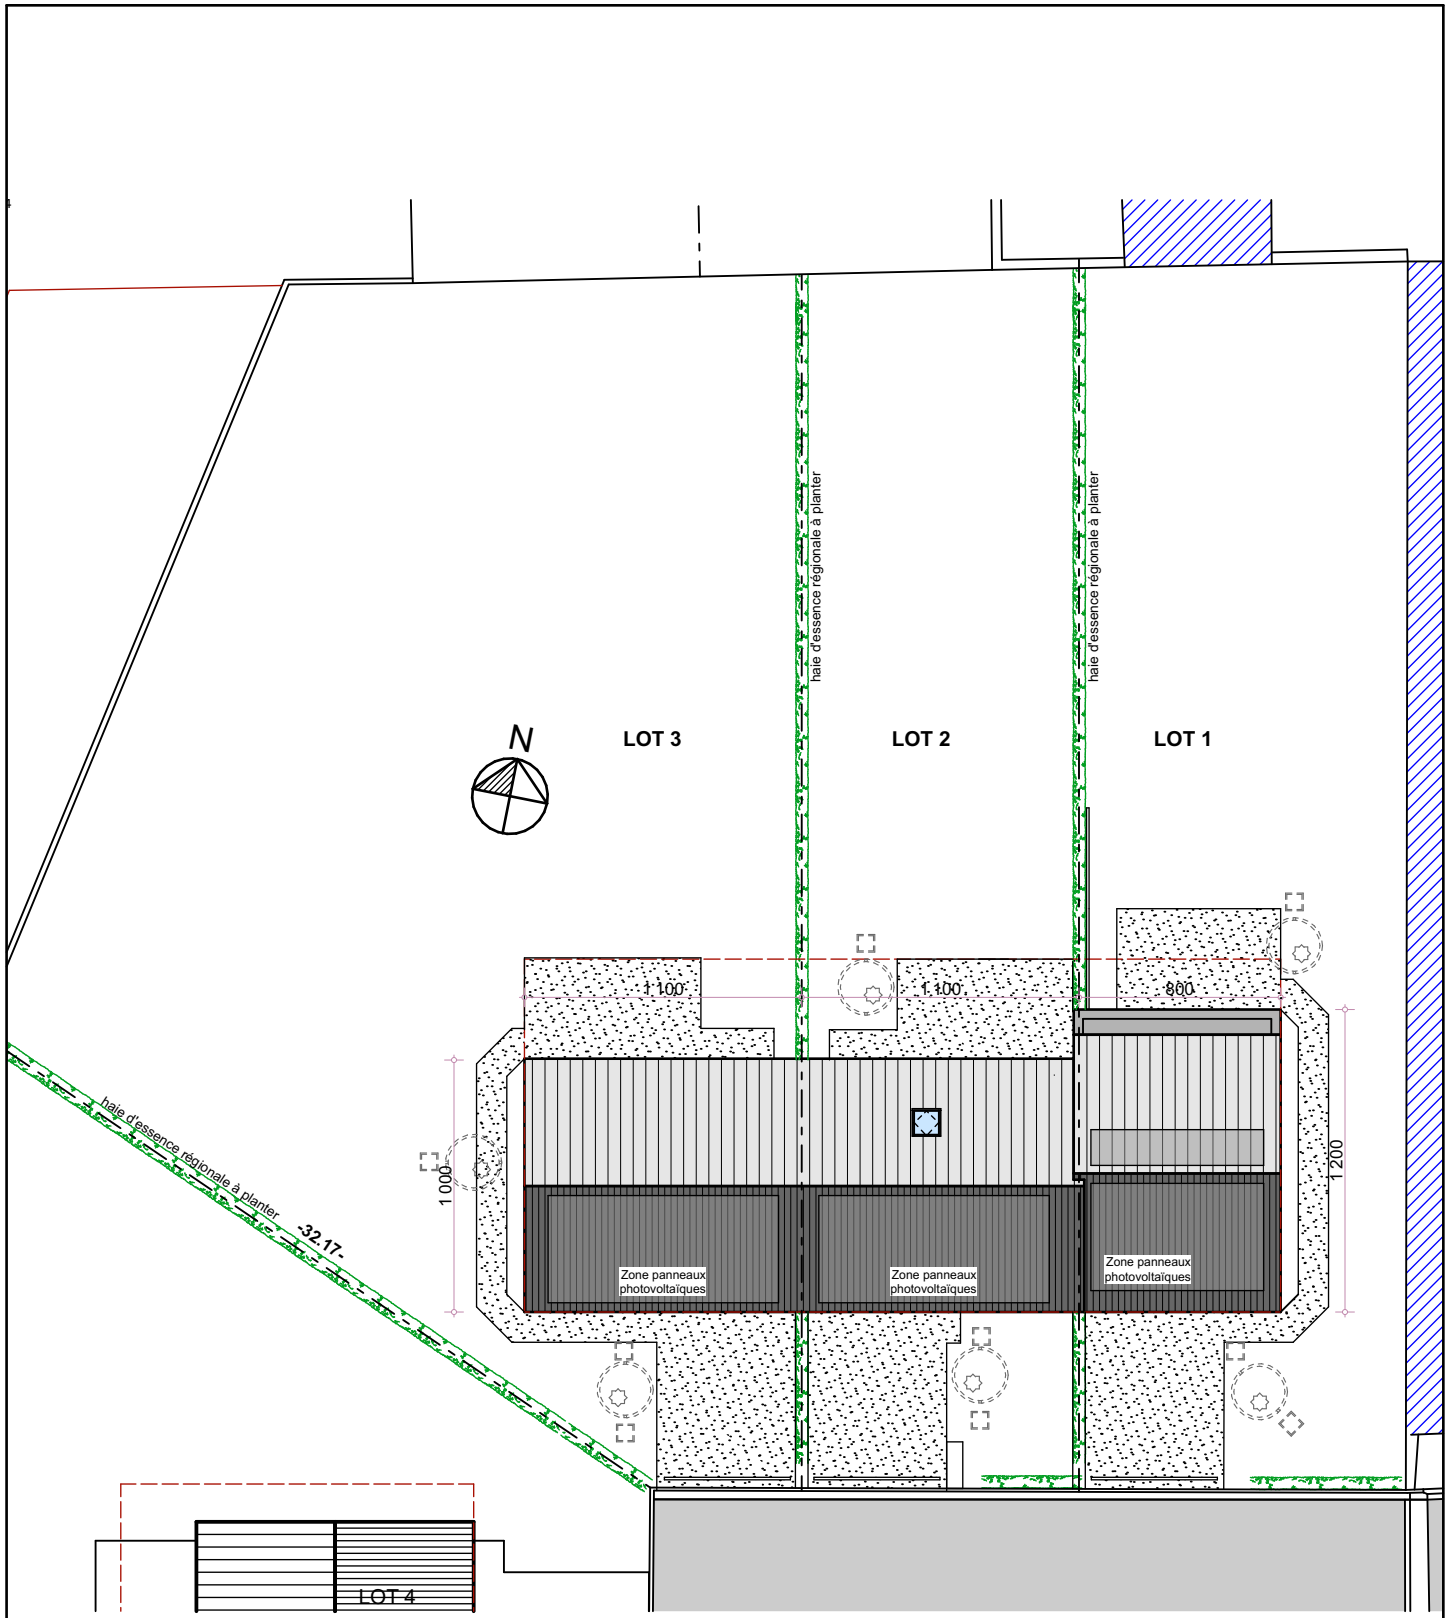 haie d'essence régionale à planter
haie d'essence régionale à planter
N
LOT 3
LOT 2
LOT 1
1 100
1 100
800
1 000
1 200
haie d'essence régionale à planter
-32.17-
Zone panneaux
photovoltaïques
Zone panneaux
photovoltaïques
Zone panneaux
photovoltaïques
LOT 4